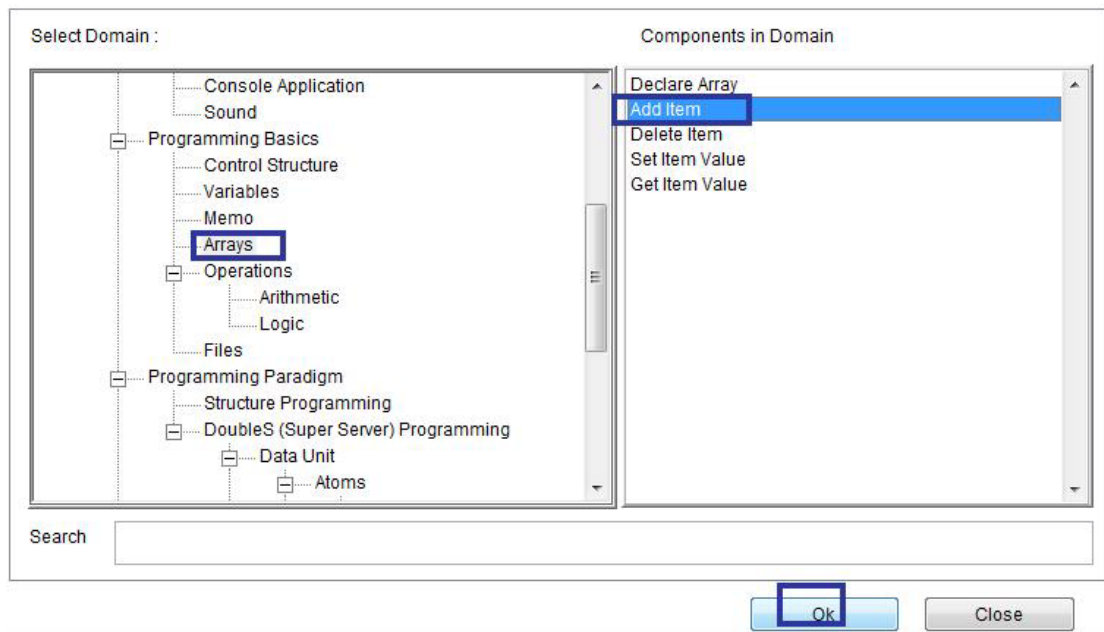 Select Domain :
Components in Domain
Console Application
Sound
Programming Basics
Control Structure
Variables
Memo
Arrays
Operations
Arithmetic
Logic
Files
Programming Paradigm
Structure Programming
DoubleS (Super Server) Programming
Data Unit
Atoms
Declare Array
Add Item
Delete Item
Set Item Value
Get Item Value
Search
Ok
Close